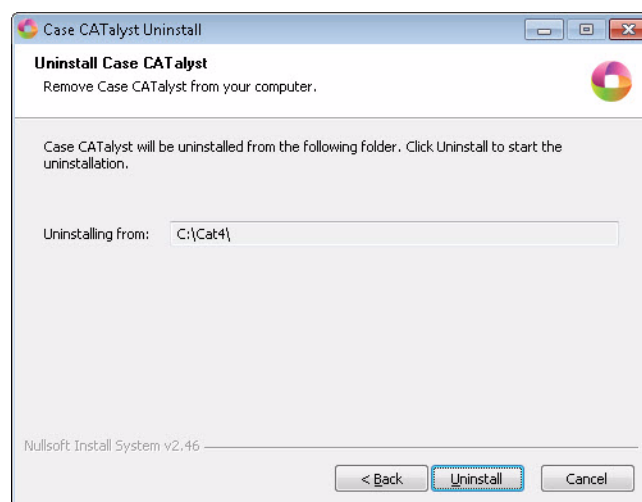 Case CATalyst Uninstall
Uninstall Case CATalyst
Remove Case CATalyst from your computer.
Case CATalyst will be uninstalled from the following folder. Click Uninstall to start the
uninstallation.
Uninstalling from: C:\Cat4\
Nullsoft Install System v2.46
< Back Uninstall Cancel